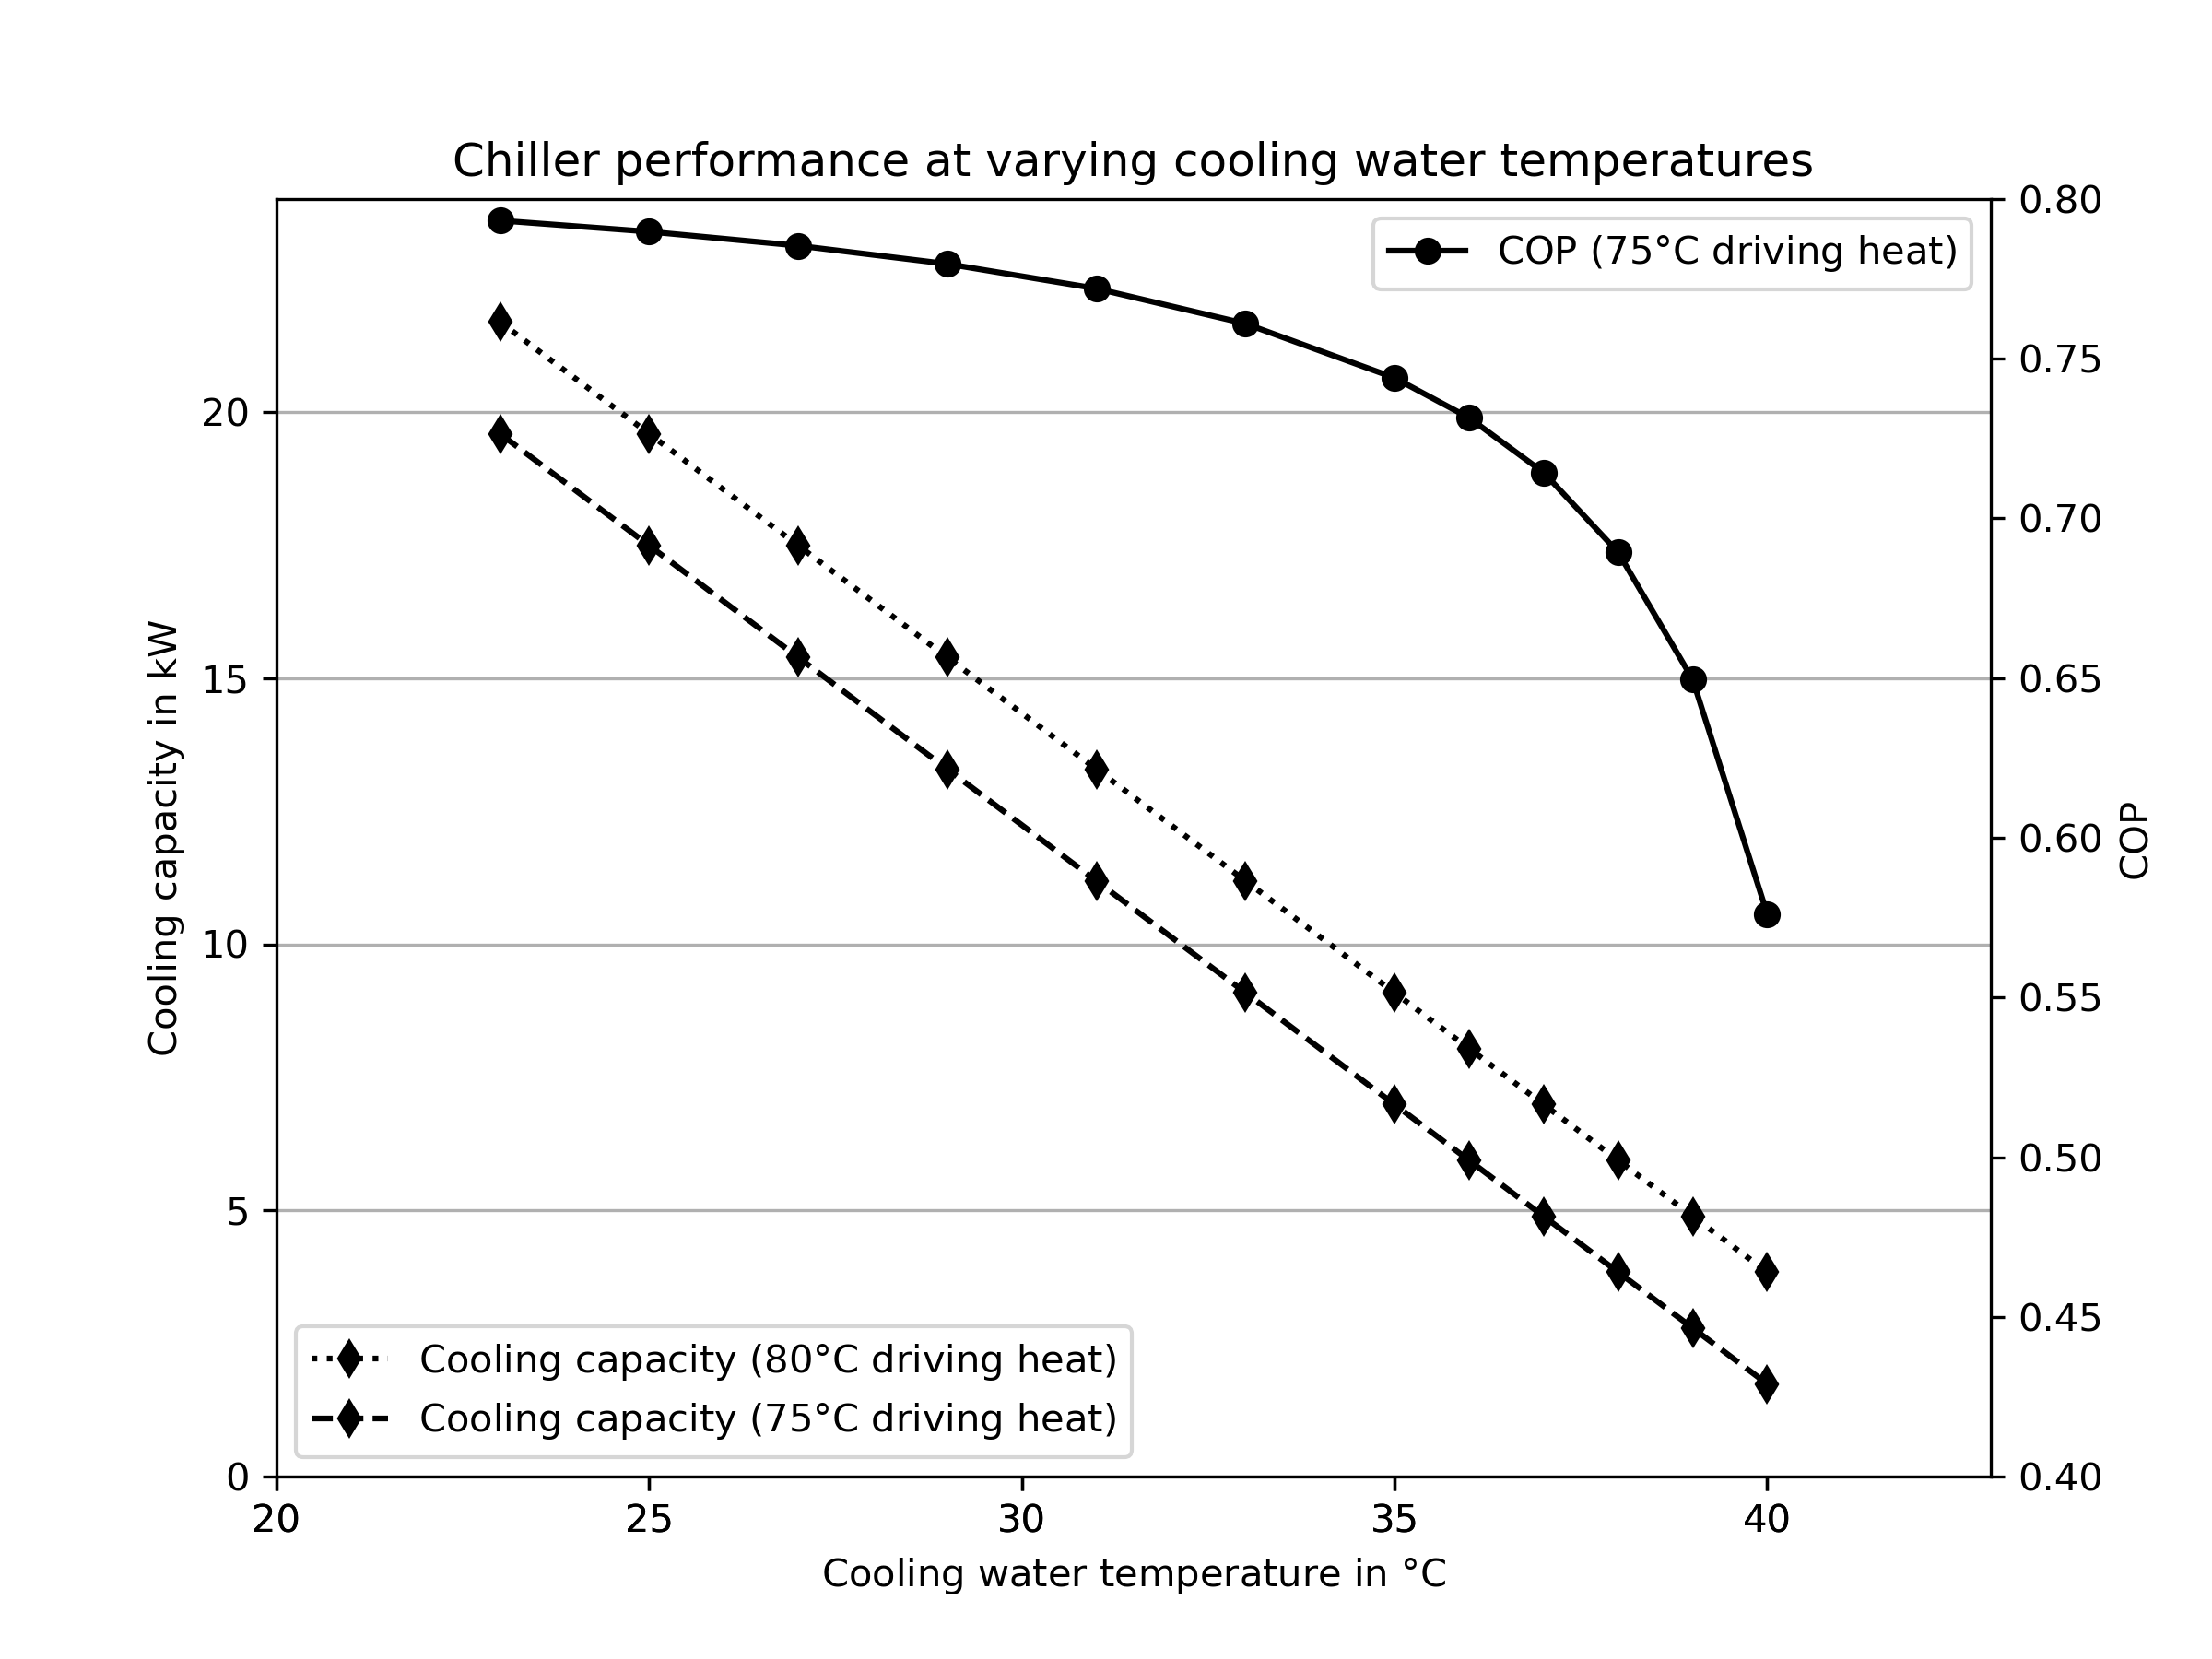 Chiller performance at varying cooling water temperatures
COP (75°C driving heat)
Cooling capacity in kW
20
15
10
5
0
0.80
0.75
0.70
0.65
0.60
0.55
0.50
0.45
0.40
COP
Cooling capacity (80°C driving heat)
Cooling capacity (75°C driving heat)
20 25 30 35 40
Cooling water temperature in °C